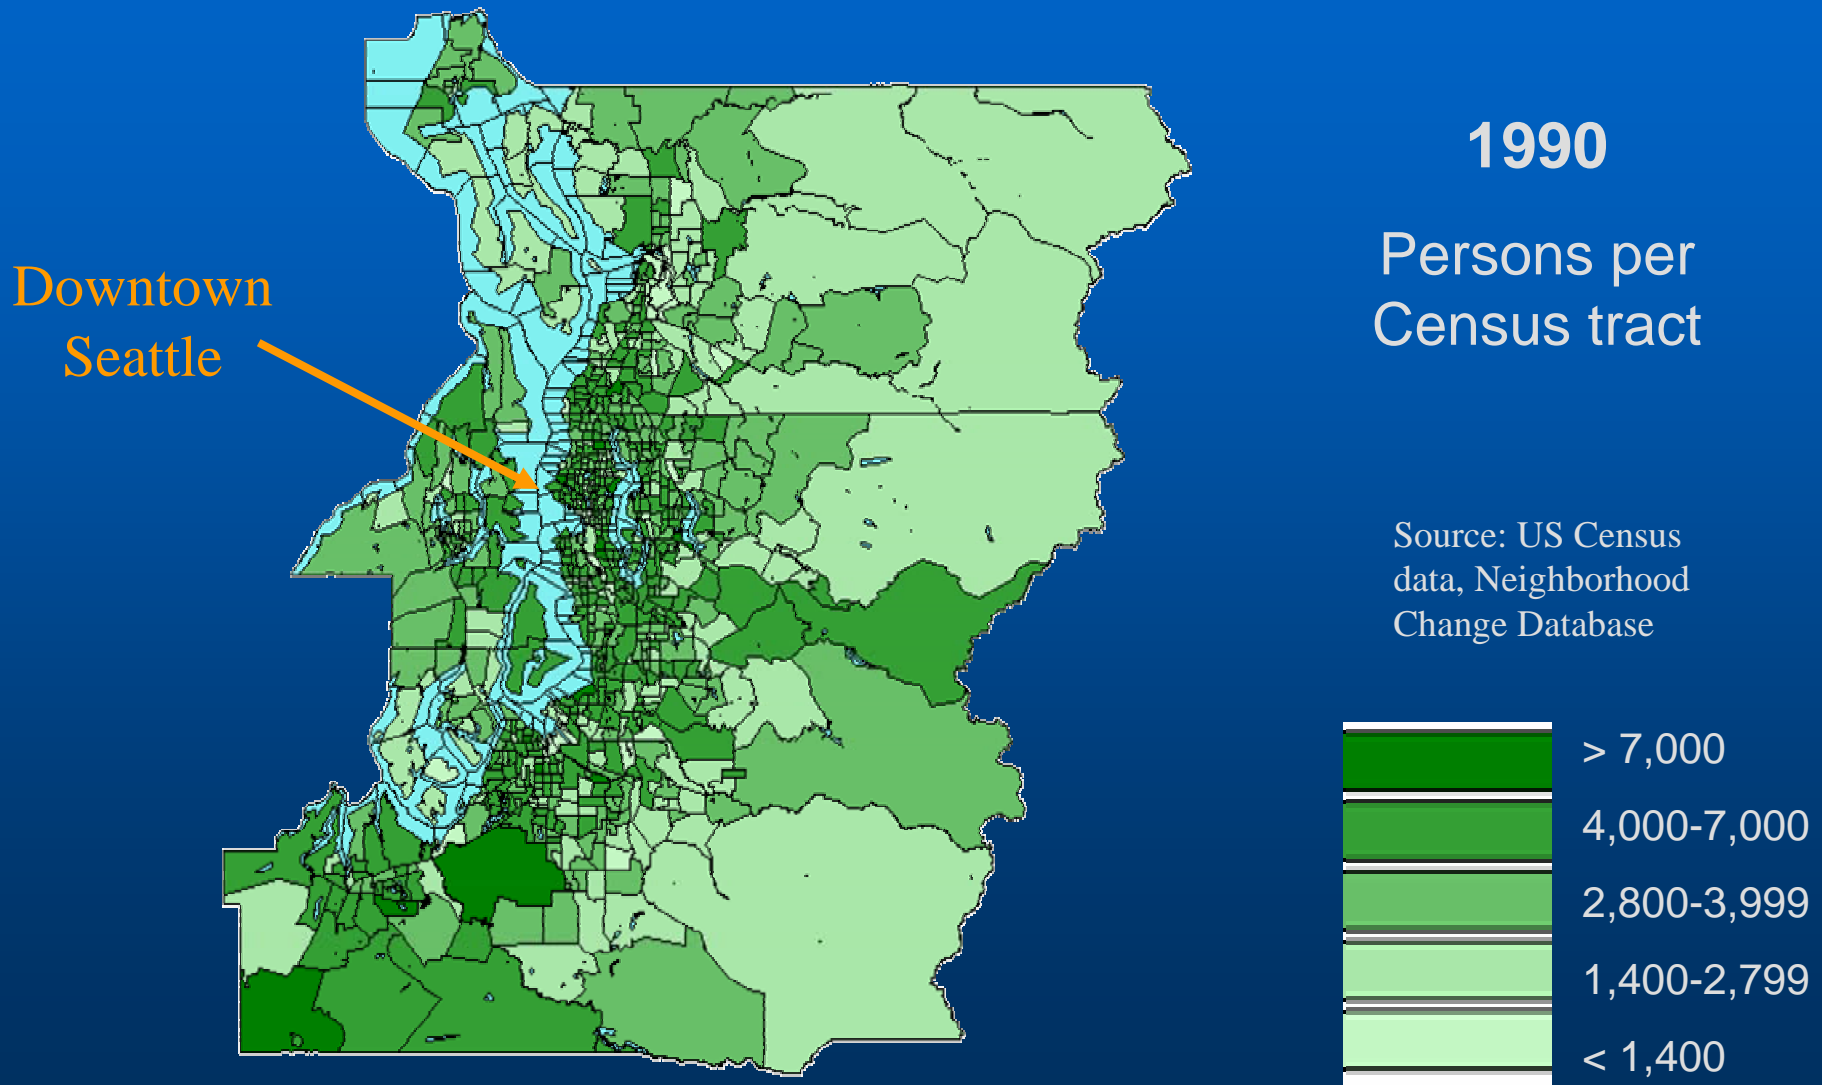 Downtown
Seattle
1990
Persons per
Census tract
Source: US Census
data, Neighborhood
Change Database
> 7,000
4,000-7,000
2,800-3,999
1,400-2,799
< 1,400